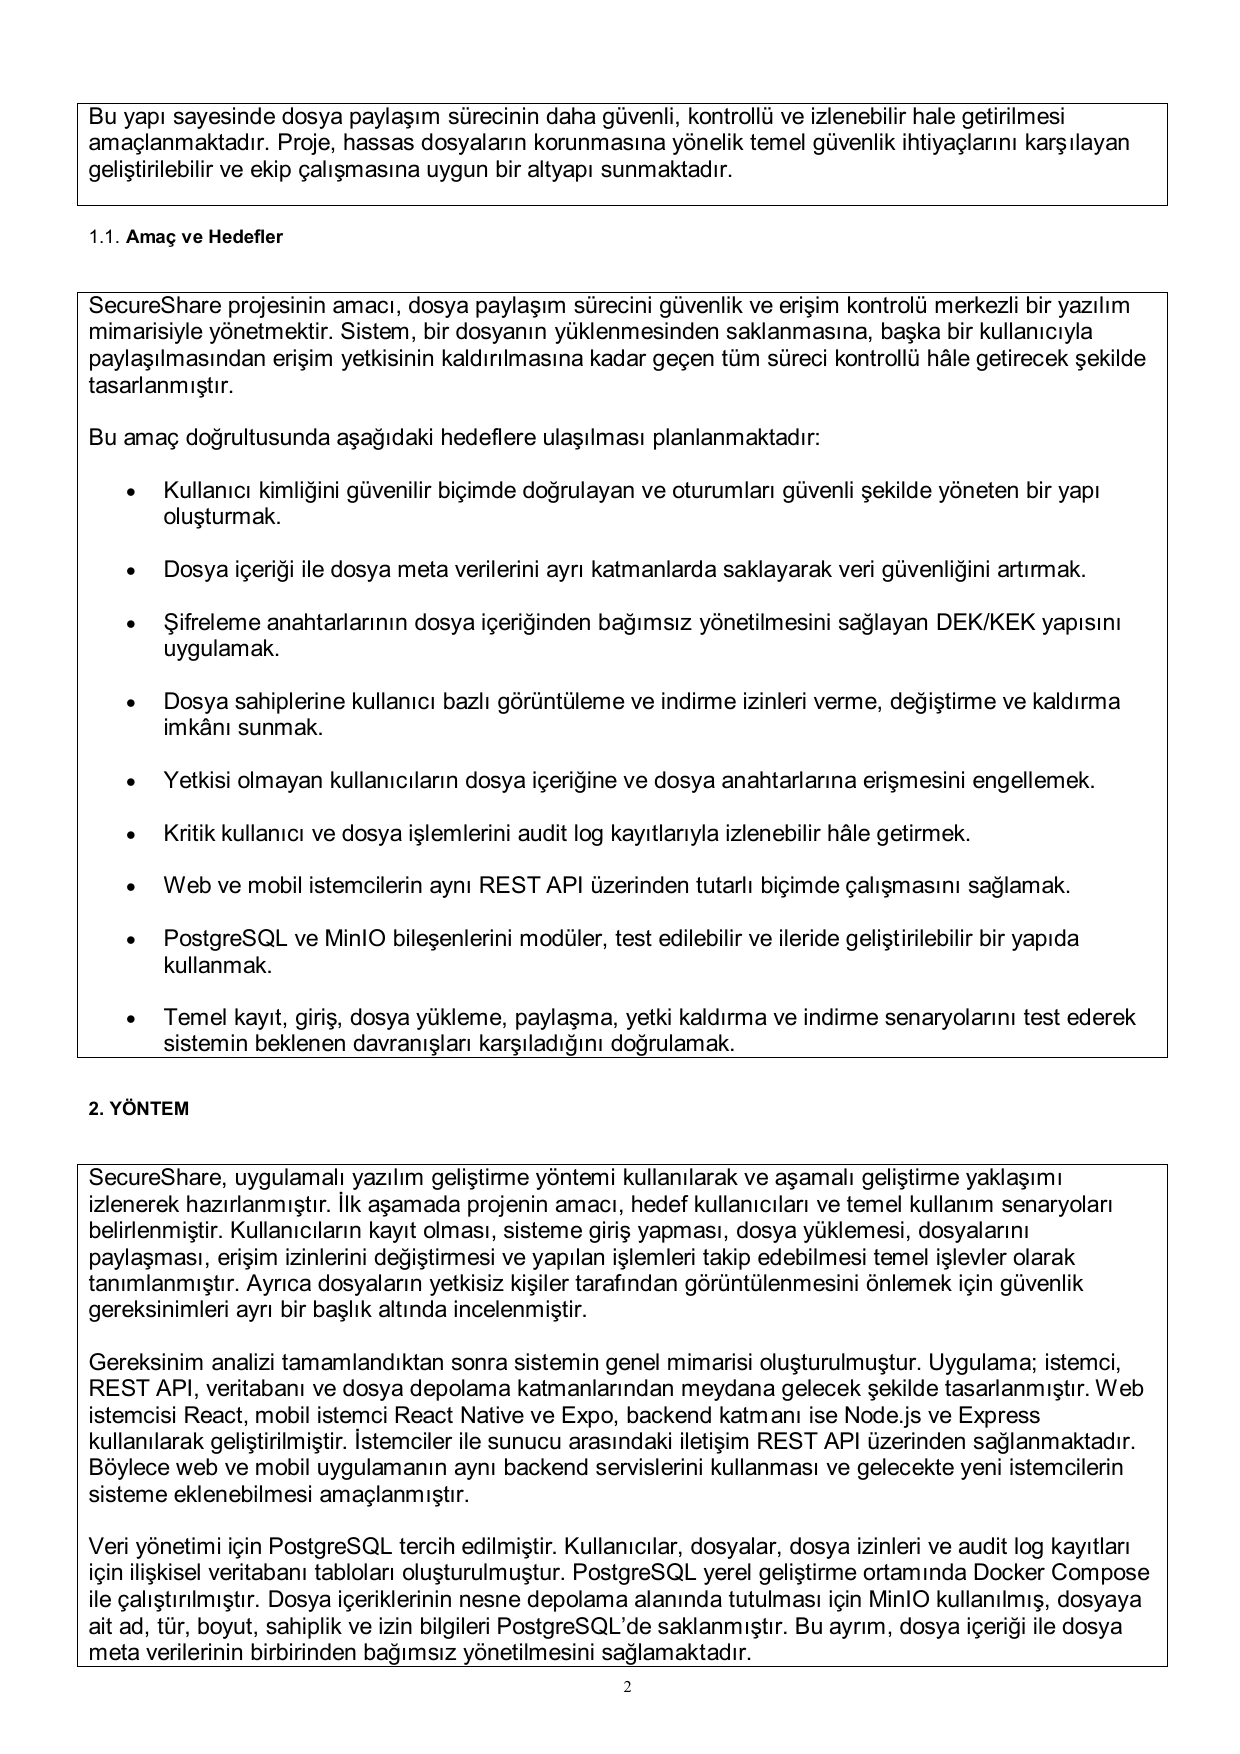 Bu yapı sayesinde dosya paylaşım sürecinin daha güvenli, kontrollü ve izlenebilir hale getirilmesi
amaçlanmaktadır. Proje, hassas dosyaların korunmasına yönelik temel güvenlik ihtiyaçlarını karşılayan
geliştirilebilir ve ekip çalışmasına uygun bir altyapı sunmaktadır.
1.1. Amaç ve Hedefler
SecureShare projesinin amacı, dosya paylaşım sürecini güvenlik ve erişim kontrolü merkezli bir yazılım
mimarisiyle yönetmektir. Sistem, bir dosyanın yüklenmesinden saklanmasına, başka bir kullanıcıyla
paylaşılmasından erişim yetkisinin kaldırılmasına kadar geçen tüm süreci kontrollü hâle getirecek şekilde
tasarlanmıştır.
Bu amaç doğrultusunda aşağıdaki hedeflere ulaşılması planlanmaktadır:
• Kullanıcı kimliğini güvenilir biçimde doğrulayan ve oturumları güvenli şekilde yöneten bir yapı
oluşturmak.
• Dosya içeriği ile dosya meta verilerini ayrı katmanlarda saklayarak veri güvenliğini artırmak.
• Şifreleme anahtarlarının dosya içeriğinden bağımsız yönetilmesini sağlayan DEK/KEK yapısını
uygulamak.
• Dosya sahiplerine kullanıcı bazlı görüntüleme ve indirme izinleri verme, değiştirme ve kaldırma
imkânı sunmak.
• Yetkisi olmayan kullanıcıların dosya içeriğine ve dosya anahtarlarına erişmesini engellemek.
• Kritik kullanıcı ve dosya işlemlerini audit log kayıtlarıyla izlenebilir hâle getirmek.
• Web ve mobil istemcilerin aynı REST API üzerinden tutarlı biçimde çalışmasını sağlamak.
• PostgreSQL ve MinIO bileşenlerini modüler, test edilebilir ve ileride geliştirilebilir bir yapıda
kullanmak.
• Temel kayıt, giriş, dosya yükleme, paylaşma, yetki kaldırma ve indirme senaryolarını test ederek
sistemin beklenen davranışları karşıladığını doğrulamak.
2. YÖNTEM
SecureShare, uygulamalı yazılım geliştirme yöntemi kullanılarak ve aşamalı geliştirme yaklaşımı
izlenerek hazırlanmıştır. İlk aşamada projenin amacı, hedef kullanıcıları ve temel kullanım senaryoları
belirlenmiştir. Kullanıcıların kayıt olması, sisteme giriş yapması, dosya yüklemesi, dosyalarını
paylaşması, erişim izinlerini değiştirmesi ve yapılan işlemleri takip edebilmesi temel işlevler olarak
tanımlanmıştır. Ayrıca dosyaların yetkisiz kişiler tarafından görüntülenmesini önlemek için güvenlik
gereksinimleri ayrı bir başlık altında incelenmiştir.
Gereksinim analizi tamamlandıktan sonra sistemin genel mimarisi oluşturulmuştur. Uygulama; istemci,
REST API, veritabanı ve dosya depolama katmanlarından meydana gelecek şekilde tasarlanmıştır. Web
istemcisi React, mobil istemci React Native ve Expo, backend katmanı ise Node.js ve Express
kullanılarak geliştirilmiştir. İstemciler ile sunucu arasındaki iletişim REST API üzerinden sağlanmaktadır.
Böylece web ve mobil uygulamanın aynı backend servislerini kullanması ve gelecekte yeni istemcilerin
sisteme eklenebilmesi amaçlanmıştır.
Veri yönetimi için PostgreSQL tercih edilmiştir. Kullanıcılar, dosyalar, dosya izinleri ve audit log kayıtları
için ilişkisel veritabanı tabloları oluşturulmuştur. PostgreSQL yerel geliştirme ortamında Docker Compose
ile çalıştırılmıştır. Dosya içeriklerinin nesne depolama alanında tutulması için MinIO kullanılmış, dosyaya
ait ad, tür, boyut, sahiplik ve izin bilgileri PostgreSQL’de saklanmıştır. Bu ayrım, dosya içeriği ile dosya
meta verilerinin birbirinden bağımsız yönetilmesini sağlamaktadır.
2